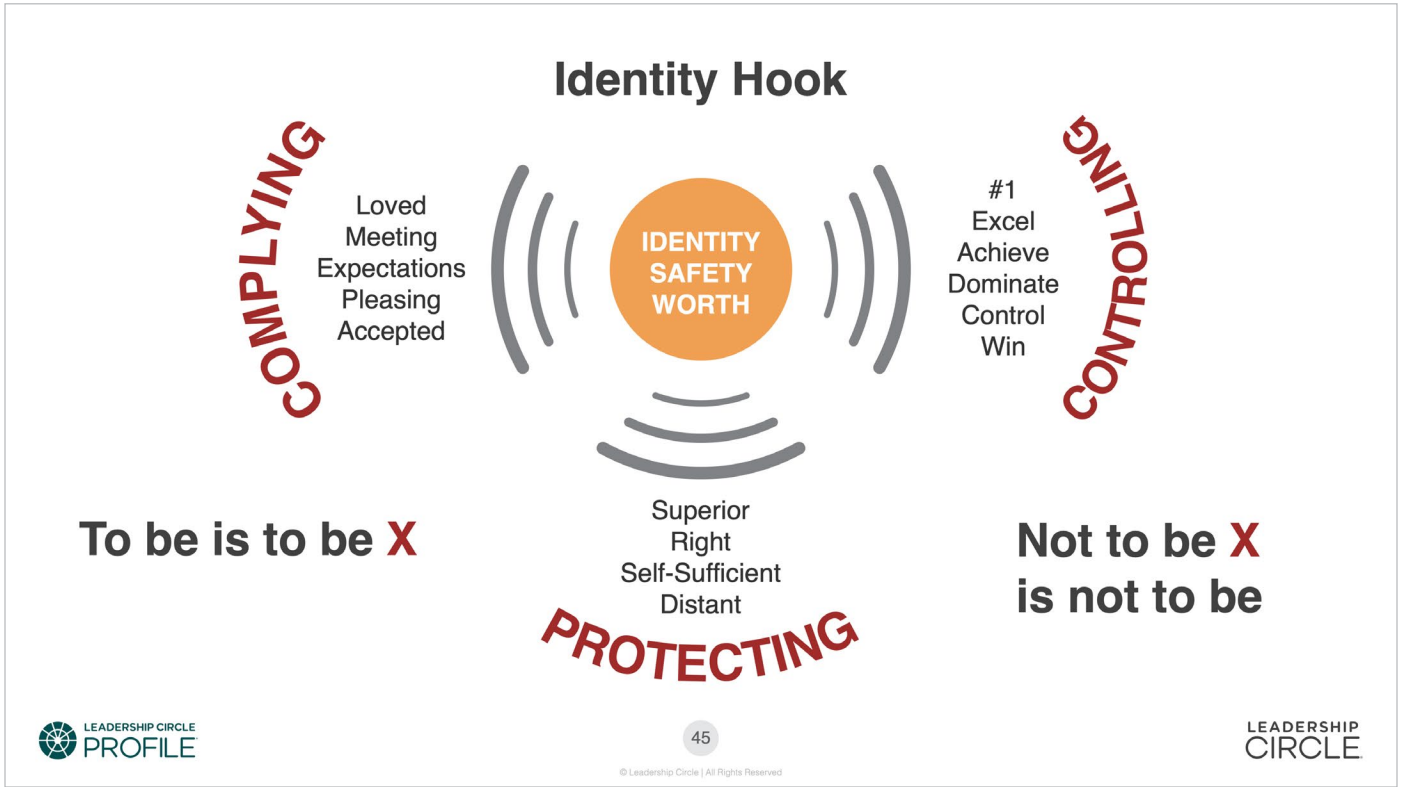 Identity Hook
COMPLYING
Loved
Meeting
Expectations
Pleasing
Accepted
IDENTITY
SAFETY
WORTH
#1
Excel
Achieve
Dominate
Control
Win
CONTROLLING
Superior
Right
Self-Sufficient
Distant
PROTECTING
To be is to be X
Not to be X
is not to be
LEADERSHIP CIRCLE
PROFILE
45
© Leadership Circle | All Rights Reserved
LEADERSHIP
CIRCLE